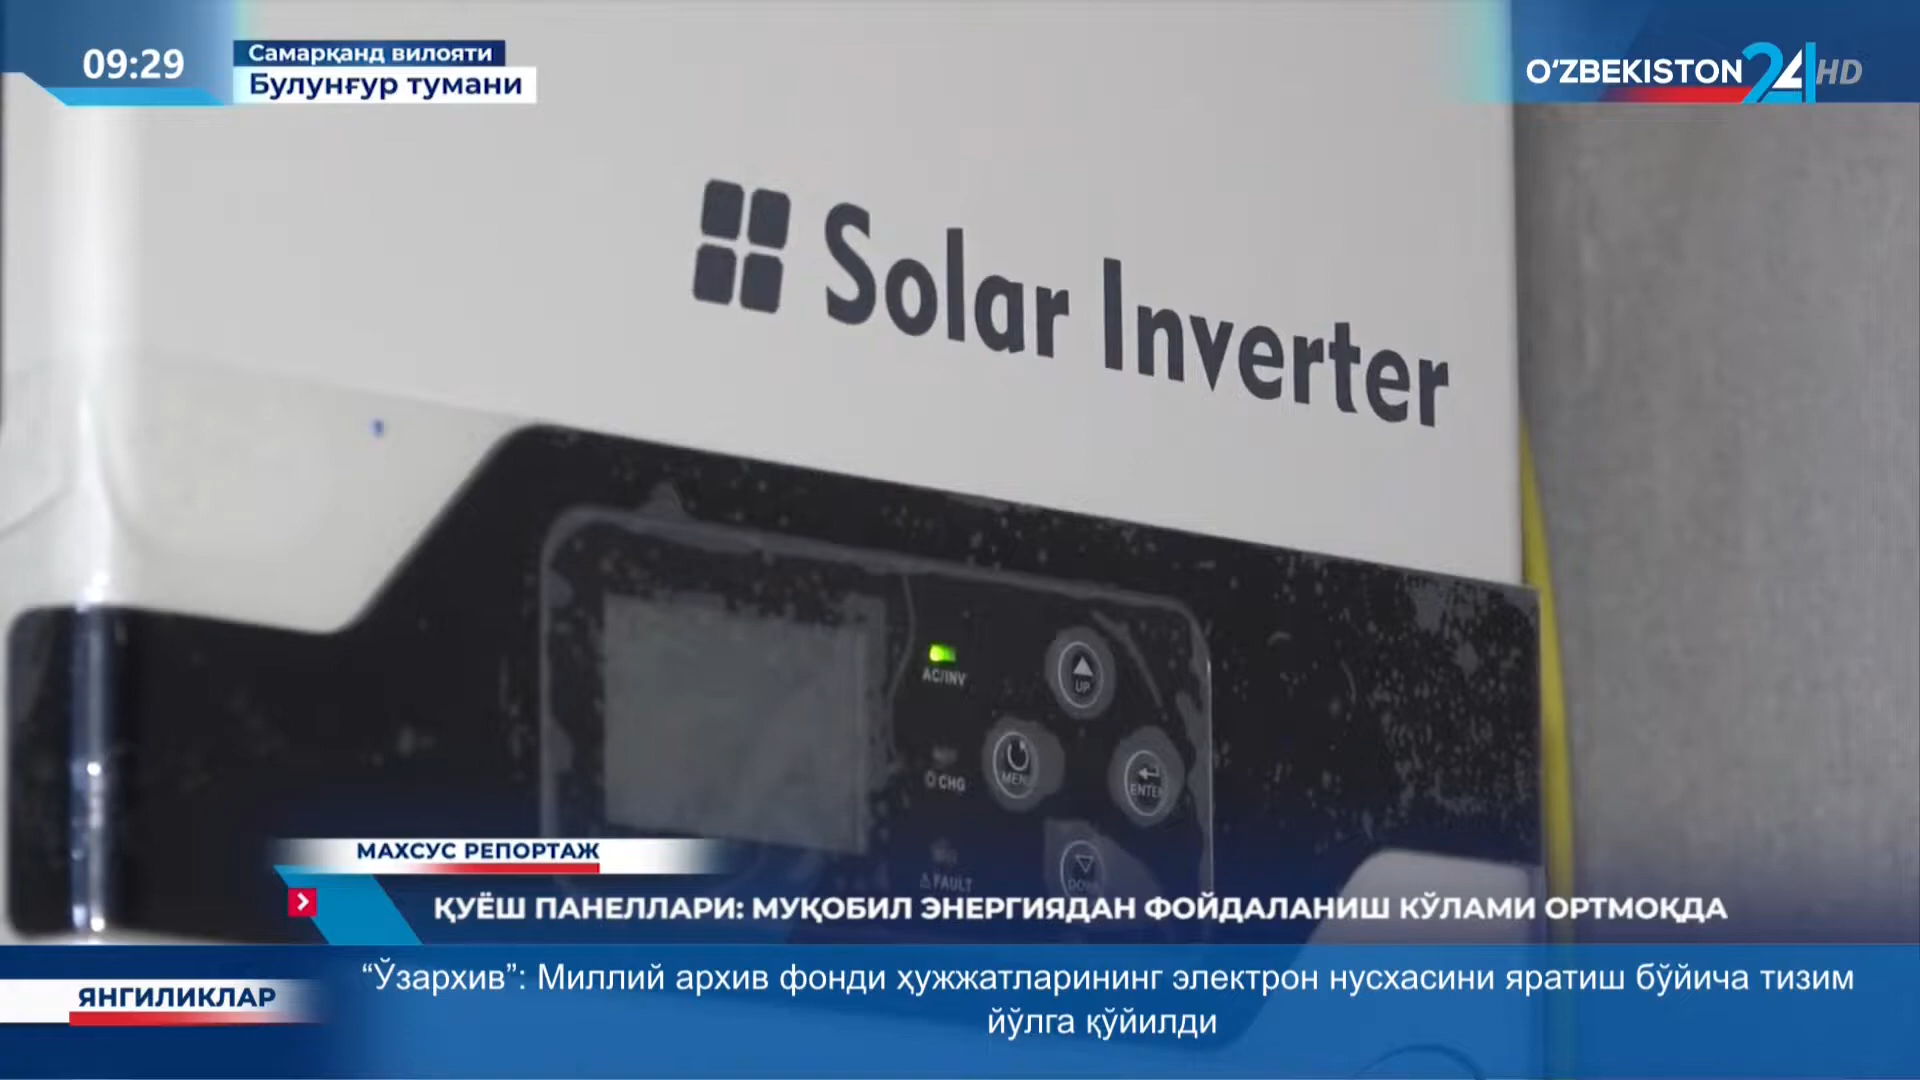 09:29
Самарқанд вилояти
Булунғур тумани
O‘ZBEKISTON 24 HD
Solar Inverter
AC/INV
UP
CHG
MENU
ENTER
FAULT
DOWN
МАХСУС РЕПОРТАЖ
ҚУЁШ ПАНЕЛЛАРИ: МУҚОБИЛ ЭНЕРГИЯДАН ФОЙДАЛАНИШ КЎЛАМИ ОРТМОҚДА
ЯНГИЛИКЛАР
“Ўзархив”: Миллий архив фонди ҳужжатларининг электрон нусхасини яратиш бўйича тизим
йўлга қўйилди